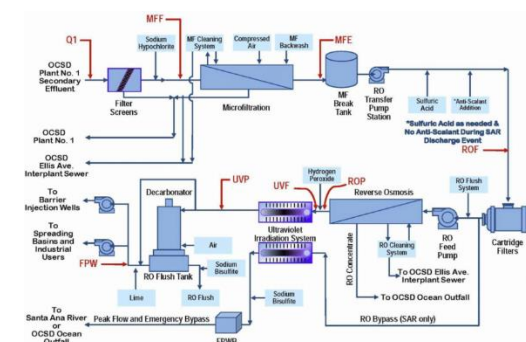 Q1
MFF
MFE
Sodium
Hypochlorite
MF Cleaning
System
Compressed
Air
MF
Backwash
OCSD
Plant No. 1
Secondary
Effluent
Filter
Screens
Microfiltration
MF
Break
Tank
RO
Transfer
Pump
Station
Sulfuric
Acid
*Anti-Scalant
Addition
*Sulfuric Acid as needed &
No Anti-Scalant During SAR
Discharge Event
ROF
OCSD
Plant No. 1
OCSD
Ellis Ave.
Interplant Sewer
To
Barrier
Injection Wells
To
Spreading
Basins and
Industrial
Users
FPW
Decarbonator
UVP
UVF
Hydrogen
Peroxide
ROP
Reverse Osmosis
RO Flush
System
Ultraviolet
Irradiation System
Air
RO Flush Tank
Sodium
Bisulfite
Lime
RO Flush
Sodium
Bisulfite
RO Concentrate
RO Cleaning
System
RO
Feed
Pump
Cartridge
Filters
To OCSD Ellis Ave.
Interplant Sewer
To OCSD Ocean Outfall
RO Bypass (SAR only)
To
Santa Ana River
or OCSD
Ocean Outfall
Peak Flow and Emergency Bypass